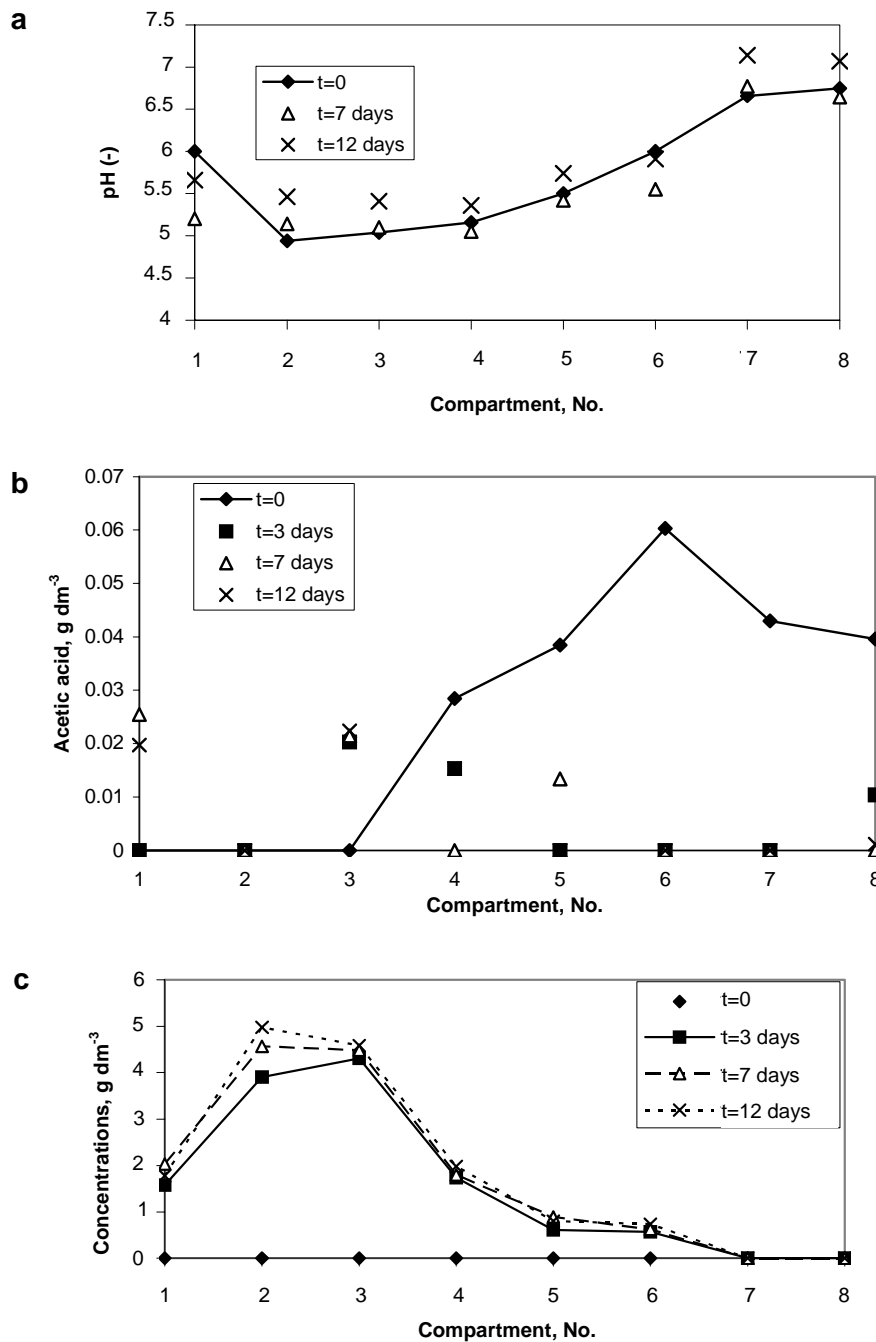 a
7.5
7
6.5
6
5.5
5
4.5
4
pH (-)
t=0
t=7 days
t=12 days
1 2 3 4 5 6 7 8
Compartment, No.
b
0.07
0.06
0.05
0.04
0.03
0.02
0.01
0
Acetic acid, g dm-3
t=0
t=3 days
t=7 days
t=12 days
1 2 3 4 5 6 7 8
Compartment, No.
c
6
5
4
3
2
1
0
Concentrations, g dm-3
t=0
t=3 days
t=7 days
t=12 days
1 2 3 4 5 6 7 8
Compartment, No.